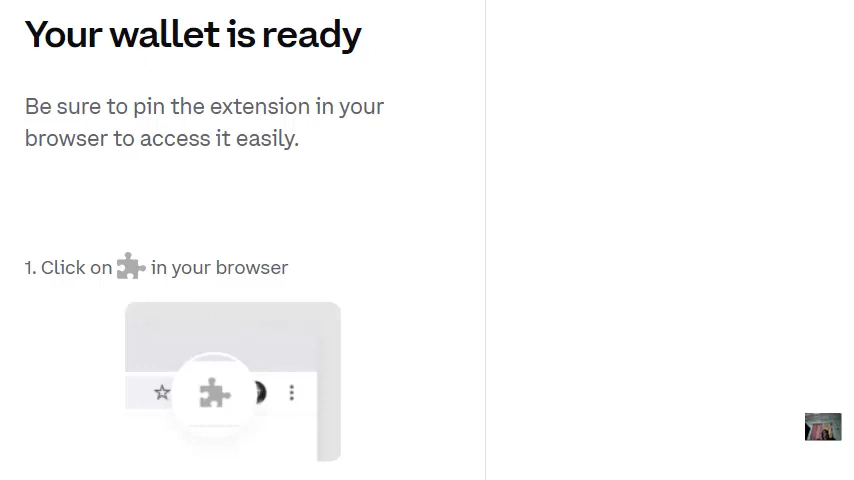 Your wallet is ready
Be sure to pin the extension in your
browser to access it easily.
1. Click on in your browser